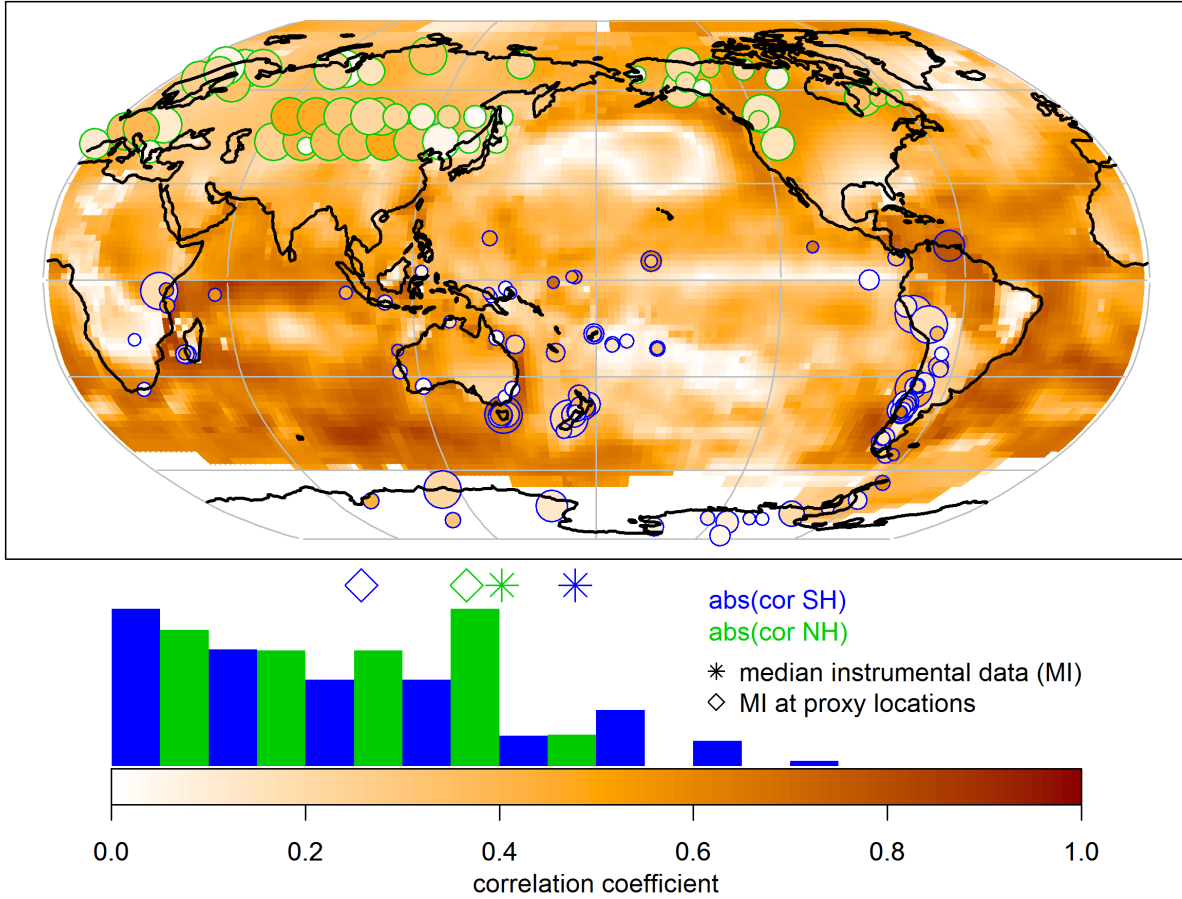 abs(cor SH)
abs(cor NH)
median instrumental data (MI)
MI at proxy locations
0.0 0.2 0.4 0.6 0.8 1.0
correlation coefficient